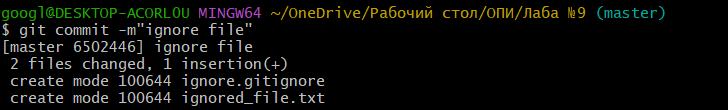 googl@DESKTOP-ACORL0U MINGW64 ~/OneDrive/Рабочий стол/ОПИ/Лаба №9 (master)
$ git commit -m"ignore file"
[master 6502446] ignore file
 2 files changed, 1 insertion(+)
 create mode 100644 ignore.gitignore
 create mode 100644 ignored_file.txt